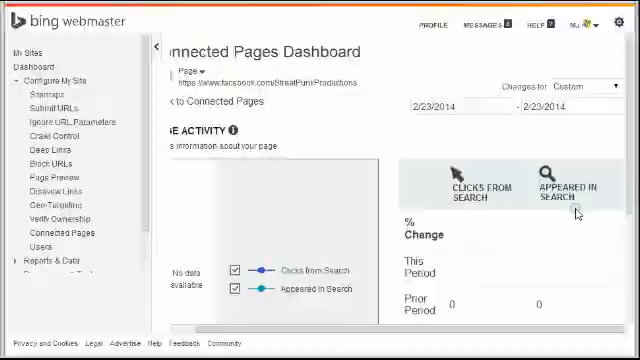 bing webmaster
PROFILE
MESSAGES 4
HELP ?
My Sites
Dashboard
Configure My Site
Sitemaps
Submit URLs
Ignore URL Parameters
Crawl Control
Deep Links
Block URLs
Page Preview
Disavow Links
Geo-Targeting
Verify Ownership
Connected Pages
Users
Reports & Data
nnected Pages Dashboard
Page
https://www.facebook.com/StreatPunkProductions
k to Connected Pages
Changes for Custom
2/23/2014 - 2/23/2014
GE ACTIVITY
s information about your page
No data
available
Clicks from Search
Appeared in Search
CLICKS FROM
SEARCH
APPEARED IN
SEARCH
%
Change
This
Period
Prior
Period
0
0
Privacy and Cookies Legal Advertise Help Feedback Community